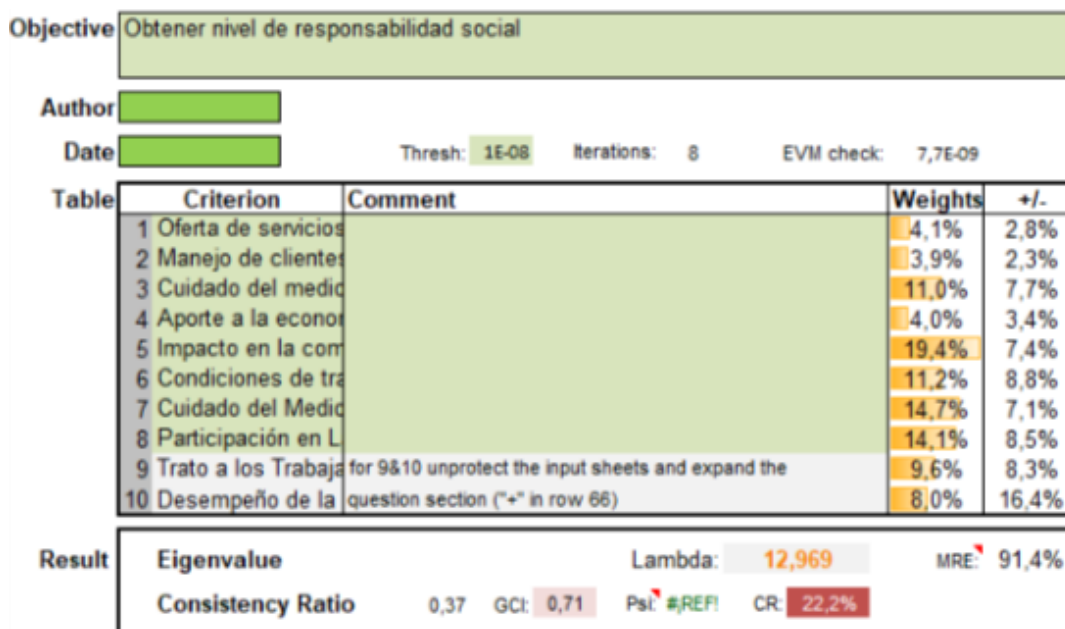 Objective Obtener nivel de responsabilidad social
Author
Date Thresh: 1E-08 Iterations: 8 EVM check: 7,7E-09
Table Criterion Comment Weights +/-
1 Oferta de servicios 4,1% 2,8%
2 Manejo de clientes 3,9% 2,3%
3 Cuidado del medic 11,0% 7,7%
4 Aporte a la econor 4,0% 3,4%
5 Impacto en la com 19,4% 7,4%
6 Condiciones de tra 11,2% 8,8%
7 Cuidado del Medic 14,7% 7,1%
8 Participación en L 14,1% 8,5%
9 Trato a los Trabaja for 9&10 unprotect the input sheets and expand the 9,6% 8,3%
10 Desempeño de la question section ("+" in row 66) 8,0% 16,4%
Result Eigenvalue Lambda: 12,969 MRE: 91,4%
Consistency Ratio 0,37 GCI: 0,71 Psi: #¡REF! CR: 22,2%